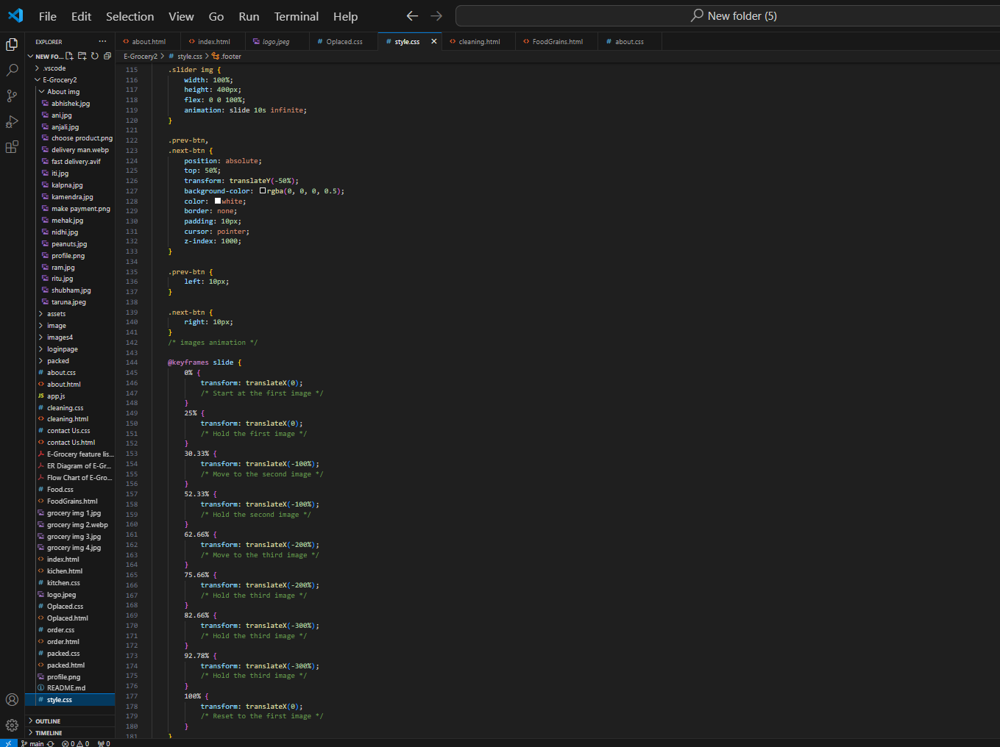 File Edit Selection View Go Run Terminal Help
New folder (5)
EXPLORER ...
about.html index.html logo.jpeg Oplaced.css style.css cleaning.html FoodGrains.html about.css
NEW FO...
E-Grocery2 > style.css > .footer
.vscode
E-Grocery2
About img
abhishek.jpg
ani.jpg
anjali.jpg
choose product.png
delivery man.webp
fast delivery.avif
iti.jpg
kalpna.jpg
kamendra.jpg
make payment.png
mehak.jpg
nidhi.jpg
peanuts.jpg
profile.png
ram.jpg
ritu.jpg
shubham.jpg
taruna.jpeg
assets
image
images4
loginpage
packed
about.css
about.html
JS app.js
cleaning.css
cleaning.html
contact Us.css
contact Us.html
E-Grocery feature lis...
ER Diagram of E-Gr...
Flow Chart of E-Gro...
Food.css
FoodGrains.html
grocery img 1.jpg
grocery img 2.webp
grocery img 3.jpg
grocery img 4.jpg
index.html
kichen.html
kitchen.css
logo.jpeg
Oplaced.css
Oplaced.html
order.css
order.html
packed.css
packed.html
profile.png
README.md
style.css
OUTLINE
TIMELINE
115 .slider img {
116 width: 100%;
117 height: 400px;
118 flex: 0 0 100%;
119 animation: slide 10s infinite;
120 }
121
122 .prev-btn,
123 .next-btn {
124 position: absolute;
125 top: 50%;
126 transform: translateY(-50%);
127 background-color: rgba(0, 0, 0, 0.5);
128 color: white;
129 border: none;
130 padding: 10px;
131 cursor: pointer;
132 z-index: 1000;
133 }
134
135 .prev-btn {
136 left: 10px;
137 }
138
139 .next-btn {
140 right: 10px;
141 }
142 /* images animation */
143
144 @keyframes slide {
145 0% {
146 transform: translateX(0);
147 /* Start at the first image */
148 }
149 25% {
150 transform: translateX(0);
151 /* Hold the first image */
152 }
153 30.33% {
154 transform: translateX(-100%);
155 /* Move to the second image */
156 }
157 52.33% {
158 transform: translateX(-100%);
159 /* Hold the second image */
160 }
161 62.66% {
162 transform: translateX(-200%);
163 /* Move to the third image */
164 }
165 75.66% {
166 transform: translateX(-200%);
167 /* Hold the third image */
168 }
169 82.66% {
170 transform: translateX(-300%);
171 /* Hold the third image */
172 }
173 92.78% {
174 transform: translateX(-300%);
175 /* Hold the third image */
176 }
177 100% {
178 transform: translateX(0);
179 /* Reset to the first image */
180 }
181 }
main 0 0 0